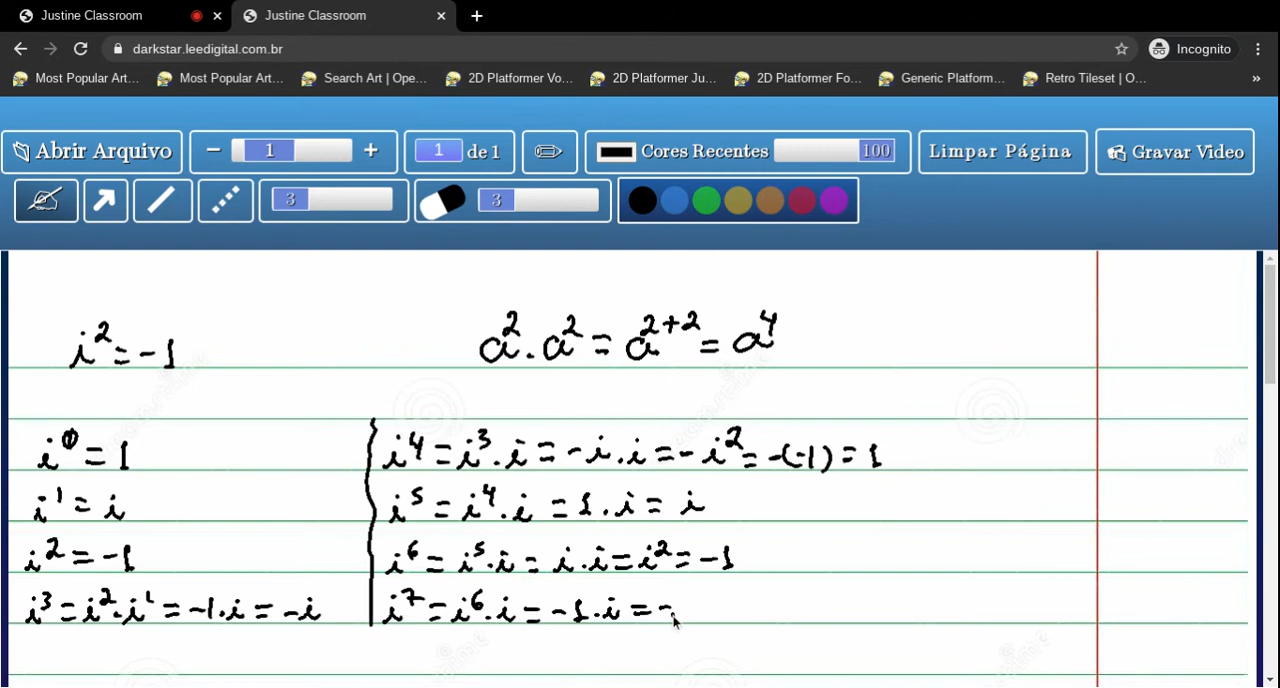 Justine Classroom
Justine Classroom
darkstar.leedigital.com.br
Incognito
Most Popular Art...
Most Popular Art...
Search Art | Ope...
2D Platformer Vo...
2D Platformer Ju...
2D Platformer Fo...
Generic Platform...
Retro Tileset | O...
»
Abrir Arquivo
− 1 +
1 de 1
Cores Recentes
100
Limpar Página
Gravar Video
3
3
i² = -1
a² . a² = a²⁺² = a⁴
i⁰ = 1
i¹ = i
i² = -1
i³ = i² . i¹ = -1 . i = -i
i⁴ = i³ . i = -i . i = -i² = -(-1) = 1
i⁵ = i⁴ . i = 1 . i = i
i⁶ = i⁵ . i = i . i = i² = -1
i⁷ = i⁶ . i = -1 . i = -